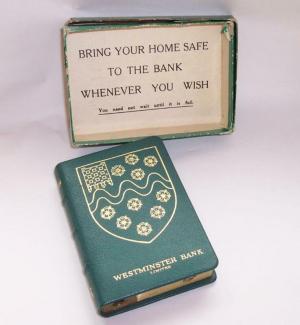 BRING YOUR HOME SAFE
TO THE BANK
WHENEVER YOU WISH
You need not wait until it is full.
WESTMINSTER BANK
LIMITED